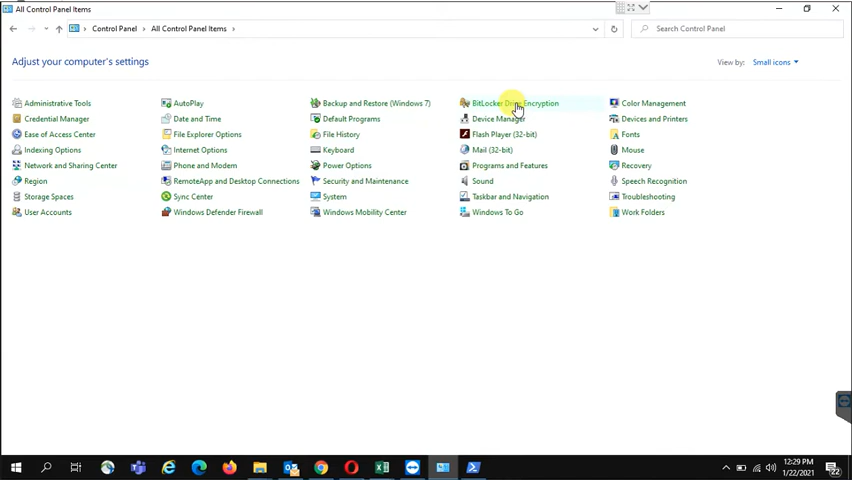 All Control Panel Items
Control Panel > All Control Panel Items >
Search Control Panel
Adjust your computer's settings
View by: Small icons
Administrative Tools
AutoPlay
Backup and Restore (Windows 7)
BitLocker Drive Encryption
Color Management
Credential Manager
Date and Time
Default Programs
Device Manager
Devices and Printers
Ease of Access Center
File Explorer Options
File History
Flash Player (32-bit)
Fonts
Indexing Options
Internet Options
Keyboard
Mail (32-bit)
Mouse
Network and Sharing Center
Phone and Modem
Power Options
Programs and Features
Recovery
Region
RemoteApp and Desktop Connections
Security and Maintenance
Sound
Speech Recognition
Storage Spaces
Sync Center
System
Taskbar and Navigation
Troubleshooting
User Accounts
Windows Defender Firewall
Windows Mobility Center
Windows To Go
Work Folders
12:29 PM
1/22/2021
22